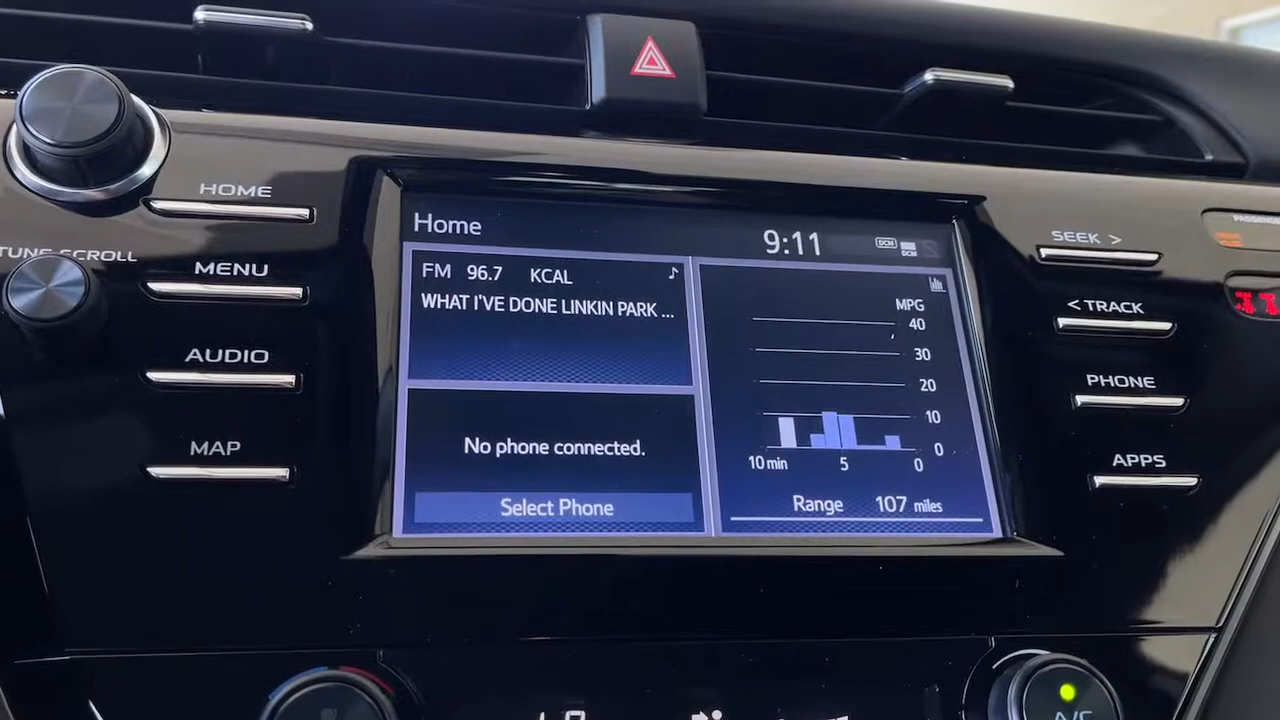 HOME
TUNE SCROLL
MENU
AUDIO
MAP
Home
9:11
DCM
DCM
FM 96.7 KCAL
WHAT I'VE DONE LINKIN PARK ...
No phone connected.
Select Phone
MPG
40
30
20
10
0
10 min 5 0
Range 107 miles
SEEK >
< TRACK
PHONE
APPS
A/C